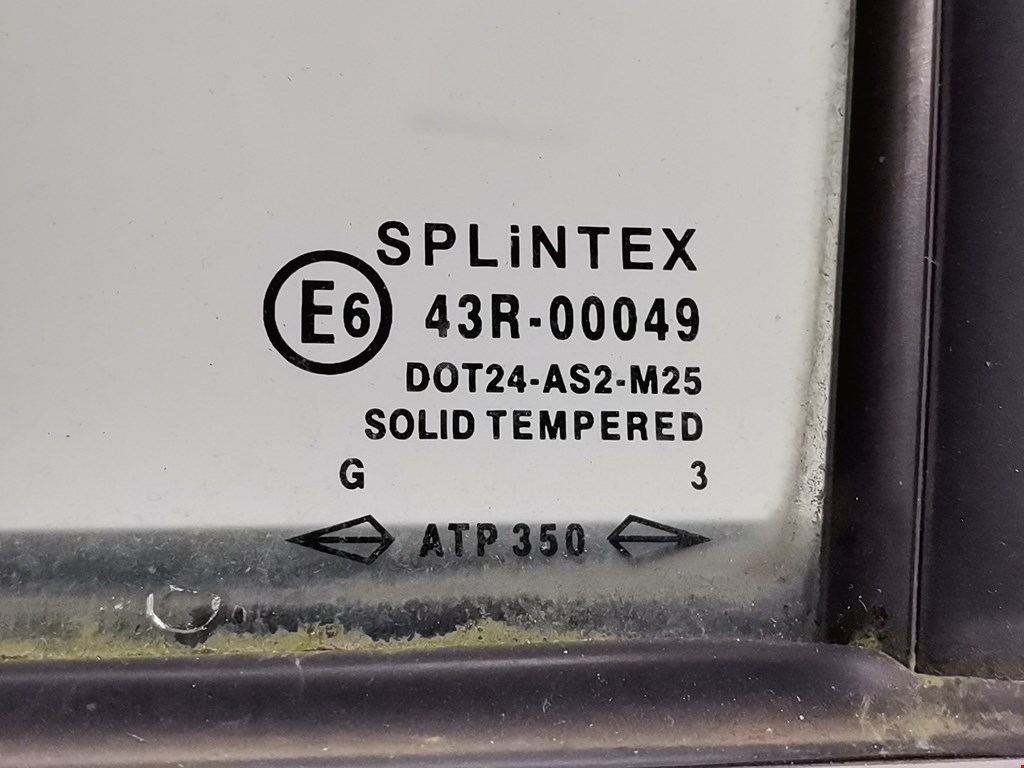 SPLiNTEX
E6 43R-00049
DOT24-AS2-M25
SOLID TEMPERED
G 3
ATP 350